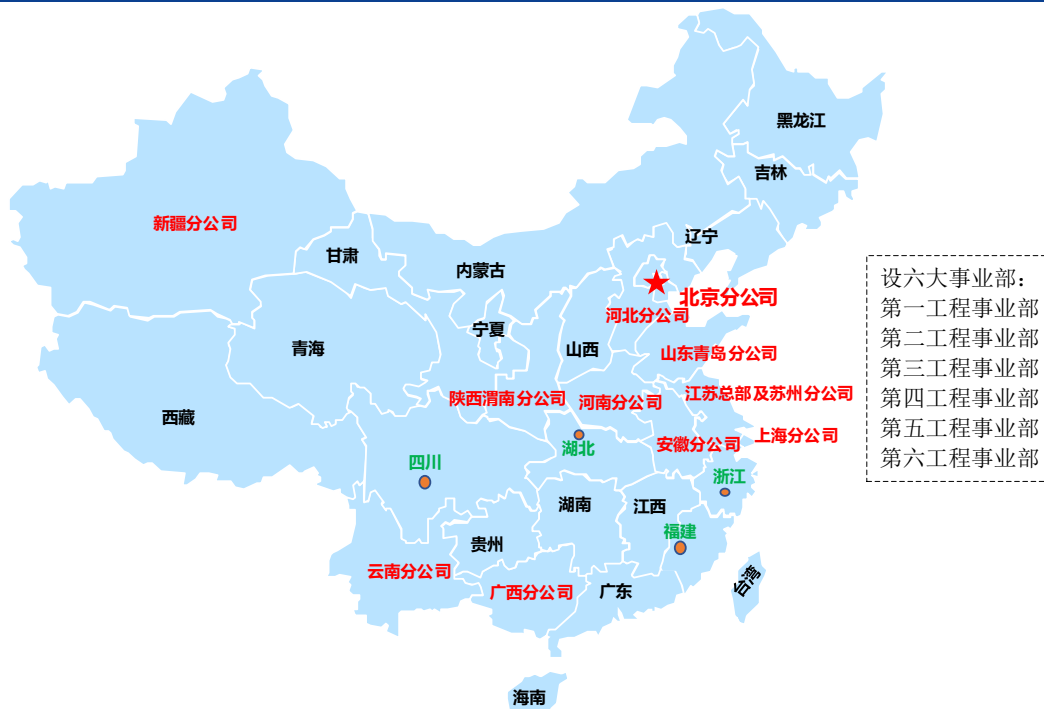 黑龙江
吉林
新疆分公司
辽宁
甘肃
内蒙古
北京分公司
河北分公司
宁夏
青海
山西
山东青岛分公司
陕西渭南分公司
河南分公司
江苏总部及苏州分公司
西藏
上海分公司
安徽分公司
湖北
四川
浙江
湖南
江西
福建
贵州
云南分公司
广西分公司
广东
台湾
海南
设六大事业部：
第一工程事业部
第二工程事业部
第三工程事业部
第四工程事业部
第五工程事业部
第六工程事业部